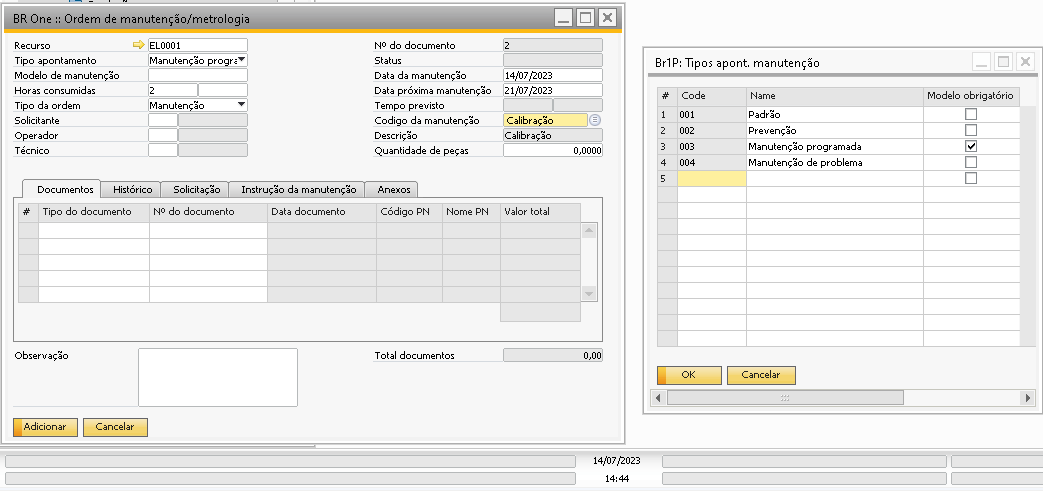 BR One :: Ordem de manutenção/metrologia
Recurso EL0001
Tipo apontamento Manutenção progra
Modelo de manutenção
Horas consumidas 2
Tipo da ordem Manutenção
Solicitante
Operador
Técnico
Nº do documento 2
Status
Data da manutenção 14/07/2023
Data próxima manutenção 21/07/2023
Tempo previsto
Codigo da manutenção Calibração
Descrição Calibração
Quantidade de peças 0,0000
Documentos Histórico Solicitação Instrução da manutenção Anexos
# Tipo do documento Nº do documento Data documento Código PN Nome PN Valor total
Observação
Total documentos 0,00
Adicionar Cancelar
Br1P: Tipos apont. manutenção
# Code Name Modelo obrigatório
1 001 Padrão
2 002 Prevenção
3 003 Manutenção programada
4 004 Manutenção de problema
5
OK Cancelar
14/07/2023
14:44